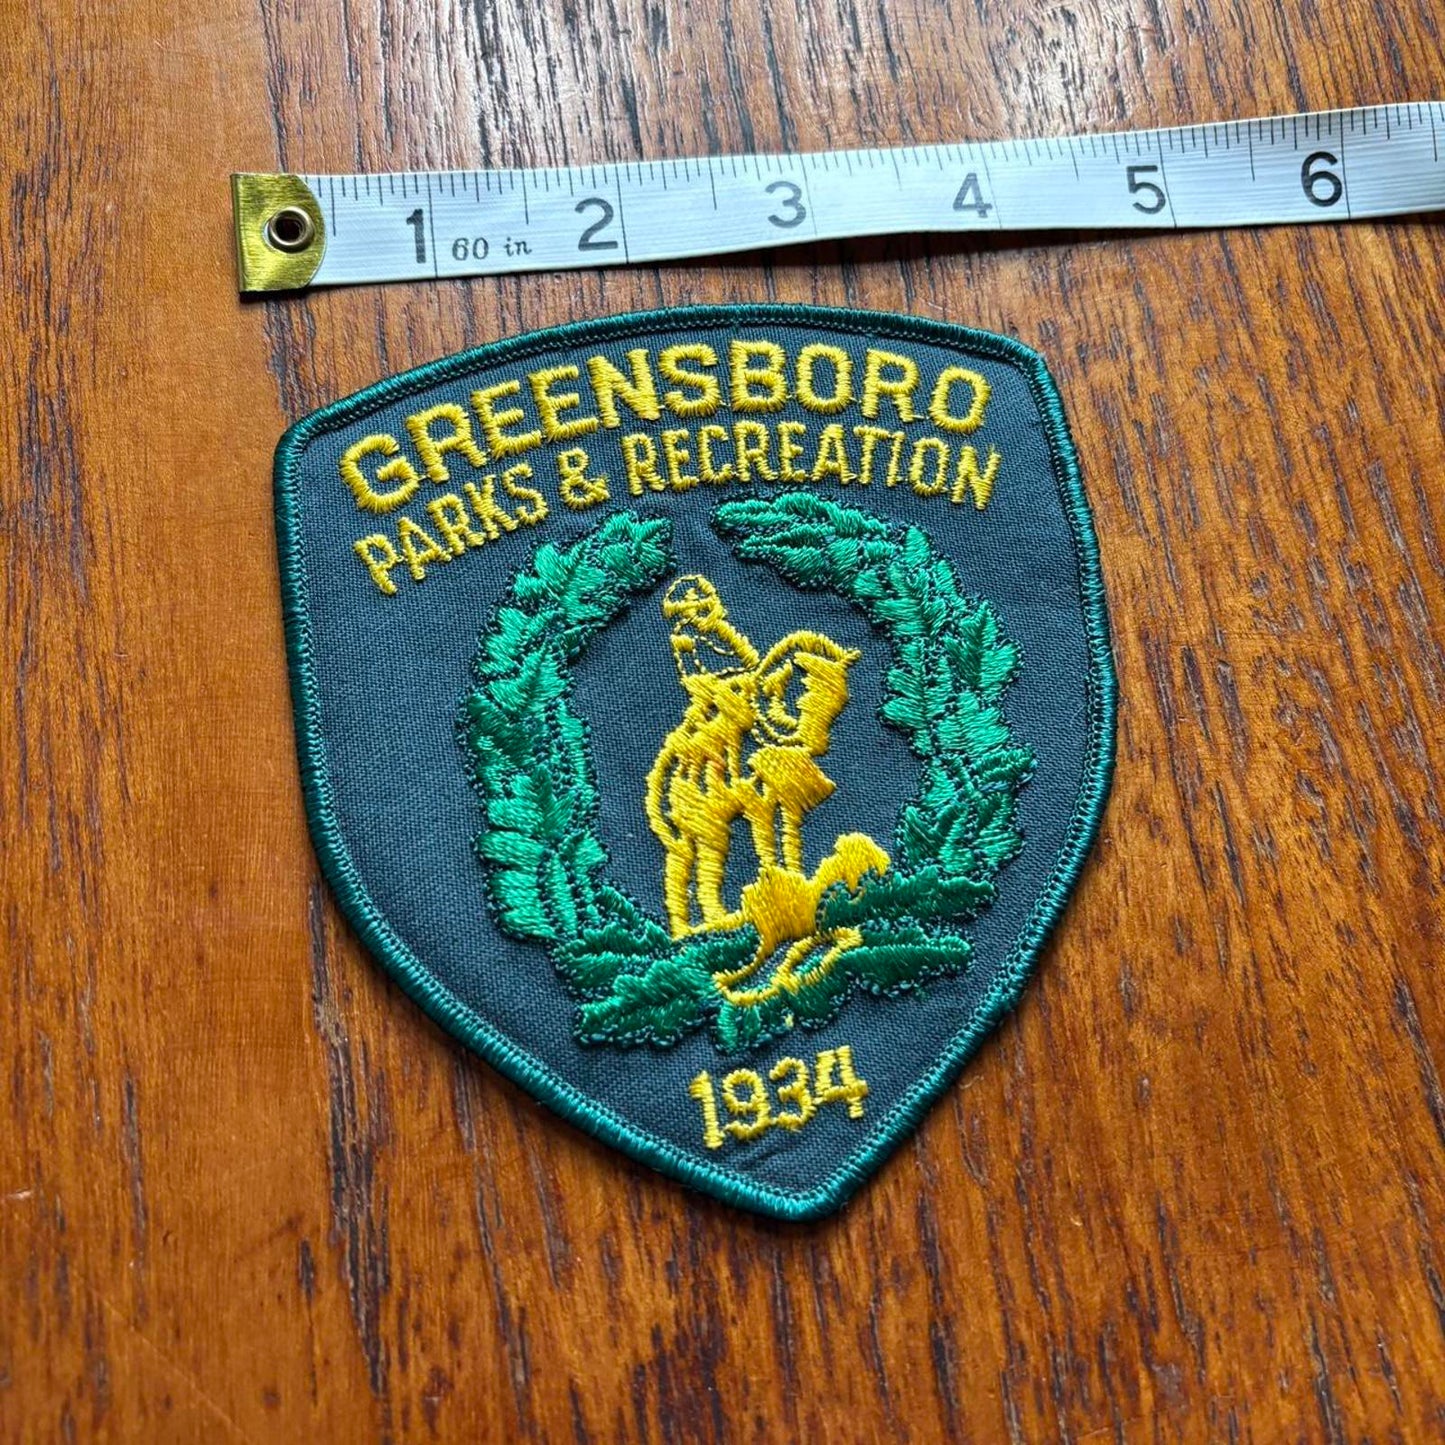 1 60 in 2 3 4 5 6
GREENSBORO
PARKS & RECREATION
1934